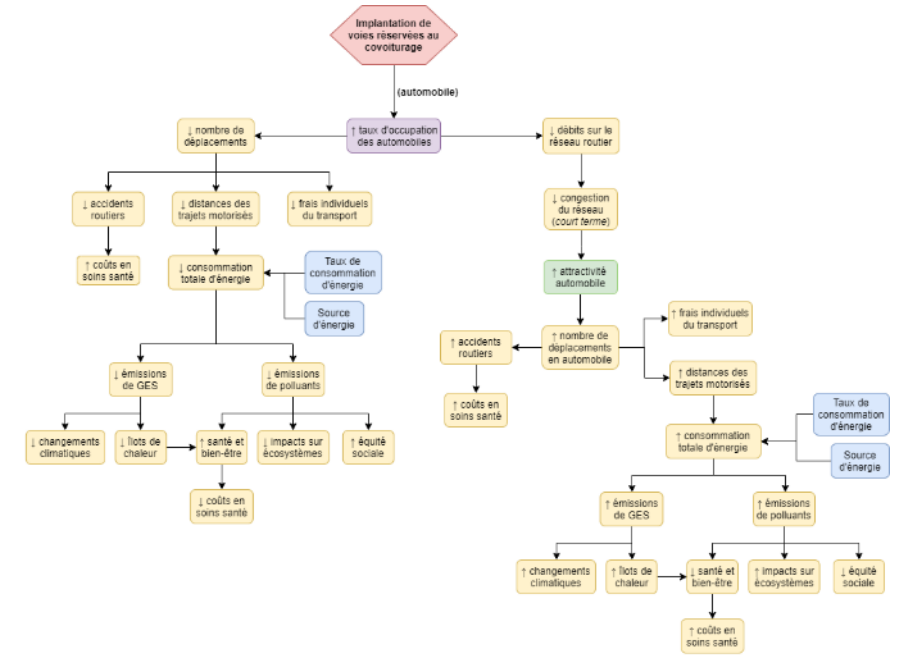 Implantation de
voies réservées au
covoiturage
(automobile)
↓ nombre de
déplacements
↑ taux d'occupation
des automobiles
↓ débits sur le
réseau routier
↓ accidents
routiers
↓ distances des
trajets motorisés
↓ frais individuels
du transport
↓ congestion
du réseau
(court terme)
↑ coûts en
soins santé
↓ consommation
totale d'énergie
Taux de
consommation
d'énergie
Source
d'énergie
↑ attractivité
automobile
↑ nombre de
déplacements
en automobile
↑ frais individuels
du transport
↑ accidents
routiers
↑ distances des
trajets motorisés
↑ coûts en
soins santé
↓ émissions
de GES
↓ émissions
de polluants
↓ changements
climatiques
↓ îlots de
chaleur
↑ santé et
bien-être
↓ impacts sur
écosystèmes
↑ équité
sociale
↓ coûts en
soins santé
↑ consommation
totale d'énergie
Taux de
consommation
d'énergie
Source
d'énergie
↑ émissions
de GES
↑ émissions
de polluants
↑ changements
climatiques
↑ îlots de
chaleur
↓ santé et
bien-être
↑ impacts sur
écosystèmes
↓ équité
sociale
↑ coûts en
soins santé